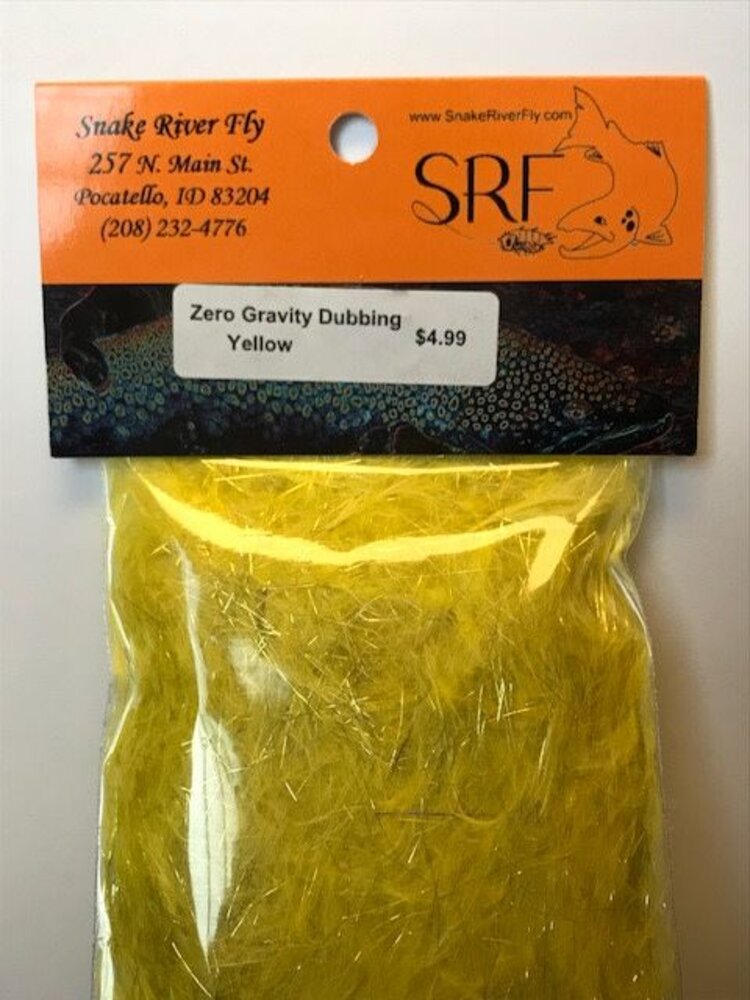 Snake River Fly
257 N. Main St.
Pocatello, ID 83204
(208) 232-4776
www.SnakeRiverFly.com
SRF
Zero Gravity Dubbing
Yellow
$4.99